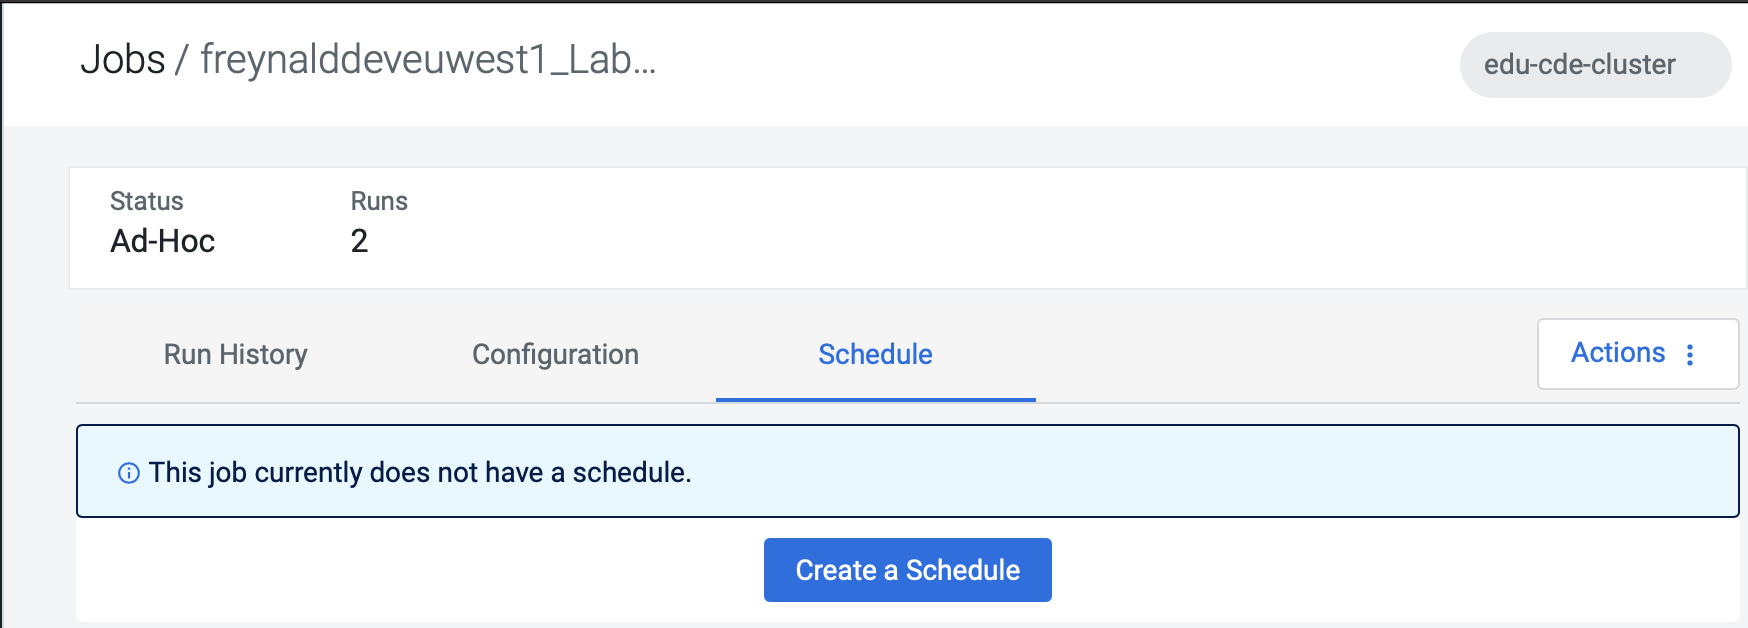 Jobs / freynalddeveuwest1_Lab...
edu-cde-cluster
Status
Runs
Ad-Hoc
2
Run History
Configuration
Schedule
Actions
This job currently does not have a schedule.
Create a Schedule